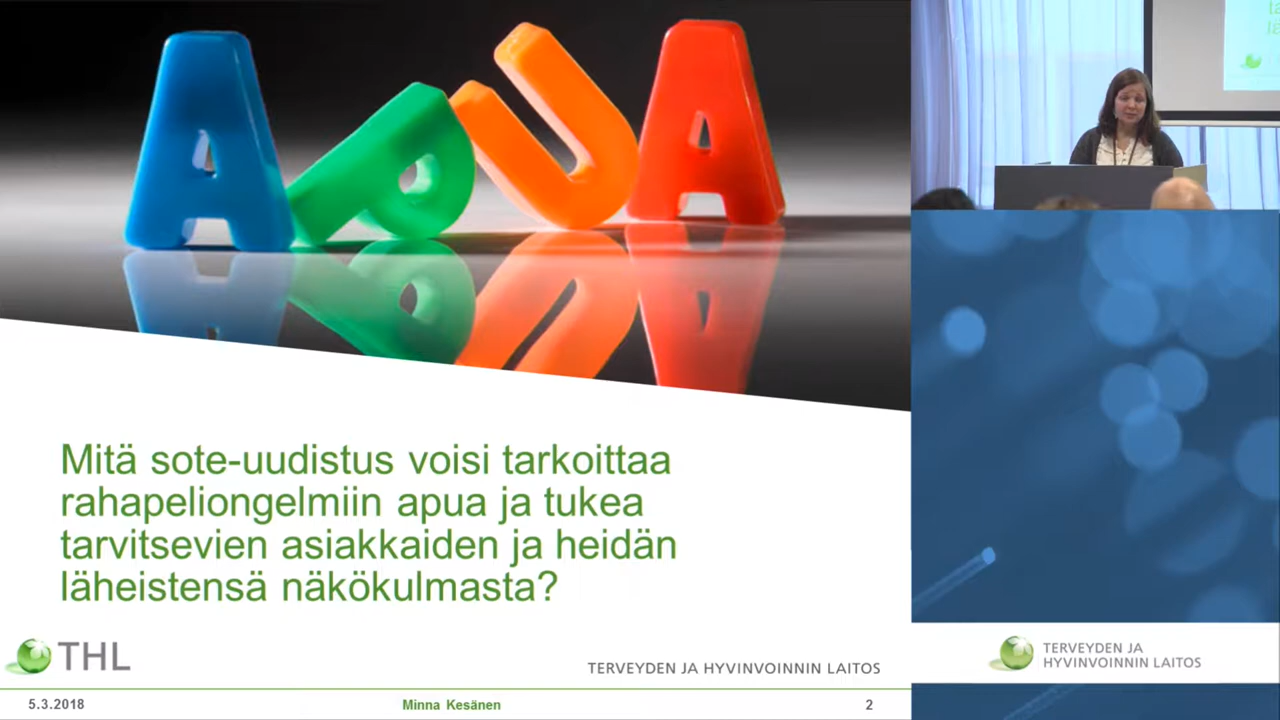 APUA
Mitä sote-uudistus voisi tarkoittaa
rahapeliongelmiin apua ja tukea
tarvitsevien asiakkaiden ja heidän
läheistensä näkökulmasta?
THL
TERVEYDEN JA HYVINVOINNIN LAITOS
5.3.2018
Minna Kesänen
2
TERVEYDEN JA
HYVINVOINNIN LAITOS